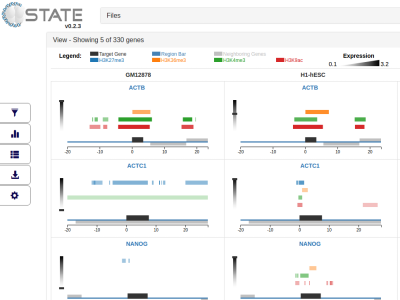 STATE
v0.2.3
Files
View - Showing 5 of 330 genes
Legend:
Target Gene
Region Bar
Neighboring Genes
H3K27me3
H3K36me3
H3K4me3
H3K9ac
Expression
0.1
3.2
GM12878
H1-hESC
ACTB
ACTB
-20
-10
0
10
20
-20
-10
0
10
20
ACTC1
ACTC1
-20
-10
0
10
20
-20
-10
0
10
20
NANOG
NANOG